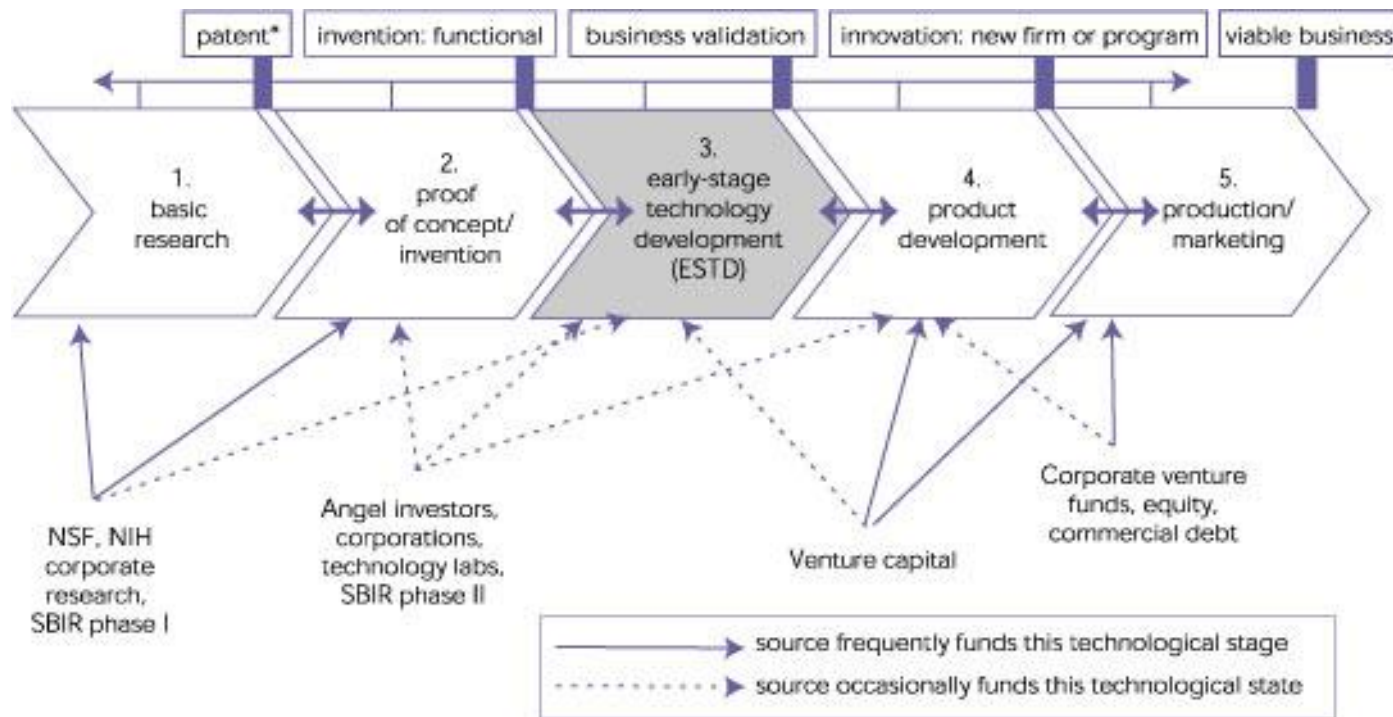 patent*
invention: functional
business validation
innovation: new firm or program
viable business
1.
basic
research
2.
proof
of concept/
invention
3.
early-stage
technology
development
(ESTD)
4.
product
development
5.
production/
marketing
NSF, NIH
corporate
research,
SBIR phase I
Angel investors,
corporations,
technology labs,
SBIR phase II
Venture capital
Corporate venture
funds, equity,
commercial debt
source frequently funds this technological stage
source occasionally funds this technological state